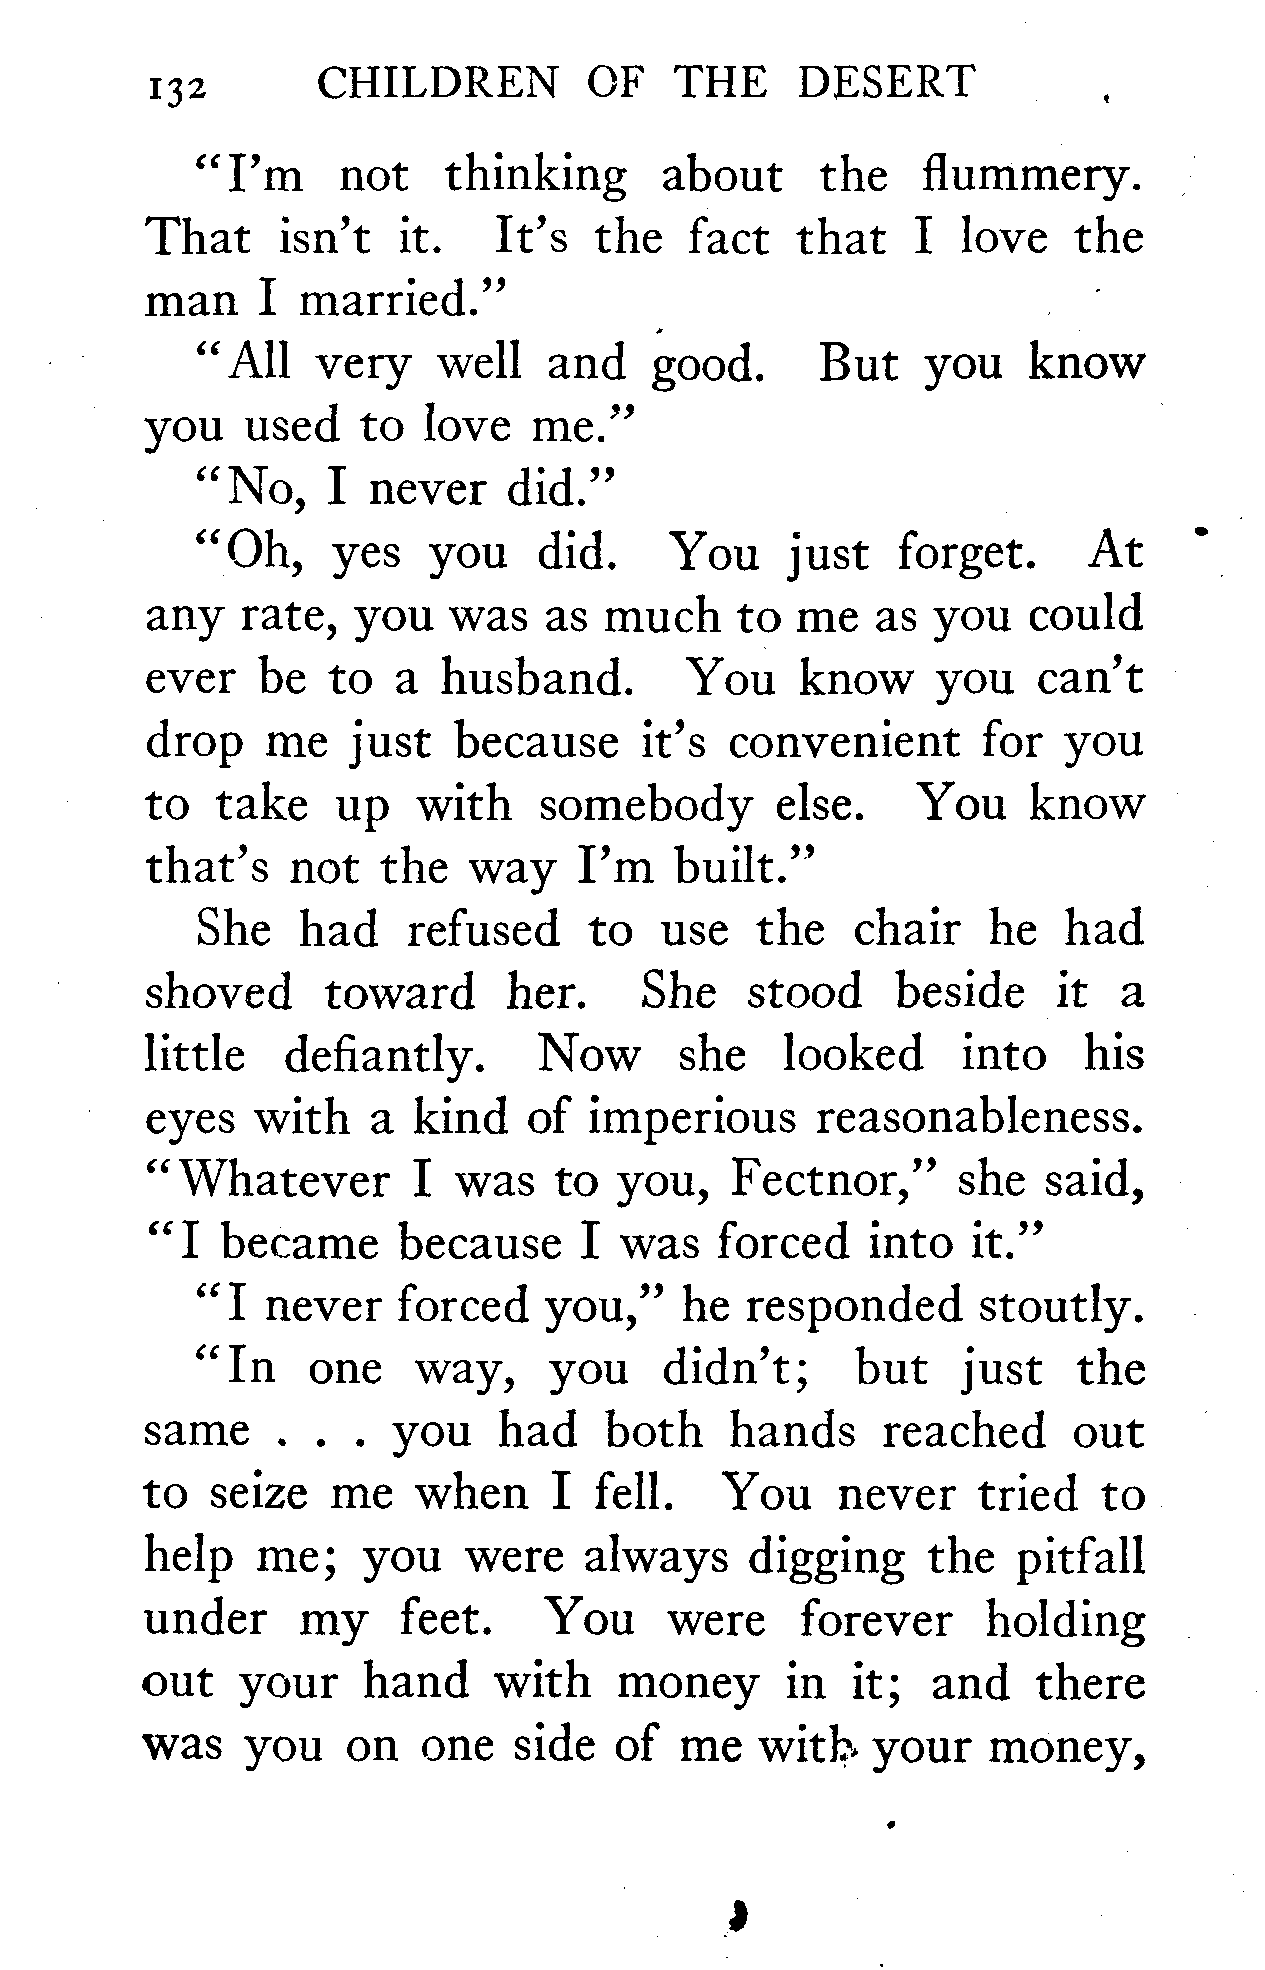 132 CHILDREN OF THE DESERT
“I’m not thinking about the flummery.
That isn’t it. It’s the fact that I love the
man I married.”
“All very well and good. But you know
you used to love me.”
“No, I never did.”
“Oh, yes you did. You just forget. At
any rate, you was as much to me as you could
ever be to a husband. You know you can’t
drop me just because it’s convenient for you
to take up with somebody else. You know
that’s not the way I’m built.”
She had refused to use the chair he had
shoved toward her. She stood beside it a
little defiantly. Now she looked into his
eyes with a kind of imperious reasonableness.
“Whatever I was to you, Fectnor,” she said,
“I became because I was forced into it.”
“I never forced you,” he responded stoutly.
“In one way, you didn’t; but just the
same . . . you had both hands reached out
to seize me when I fell. You never tried to
help me; you were always digging the pitfall
under my feet. You were forever holding
out your hand with money in it; and there
was you on one side of me with your money,